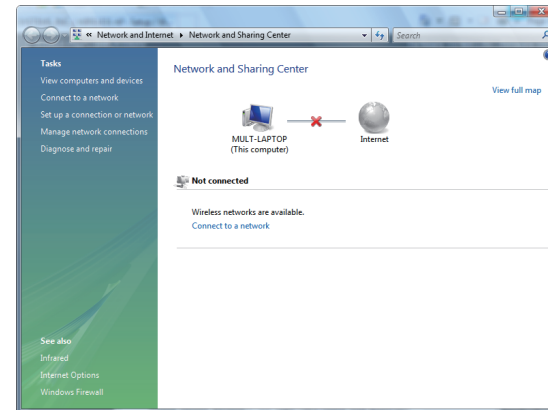 « Network and Internet ▸ Network and Sharing Center
Search
Tasks
View computers and devices
Connect to a network
Set up a connection or network
Manage network connections
Diagnose and repair
See also
Infrared
Internet Options
Windows Firewall
Network and Sharing Center
View full map
MULT-LAPTOP
(This computer)
Internet
Not connected
Wireless networks are available.
Connect to a network